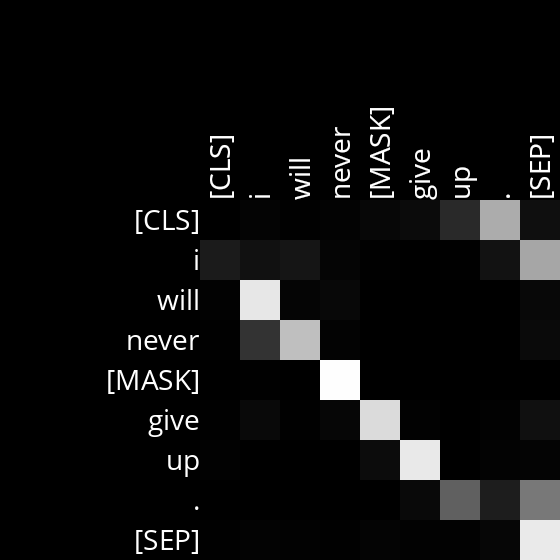 [CLS] i will never [MASK] give up . [SEP]
[CLS]
i
will
never
[MASK]
give
up
.
[SEP]